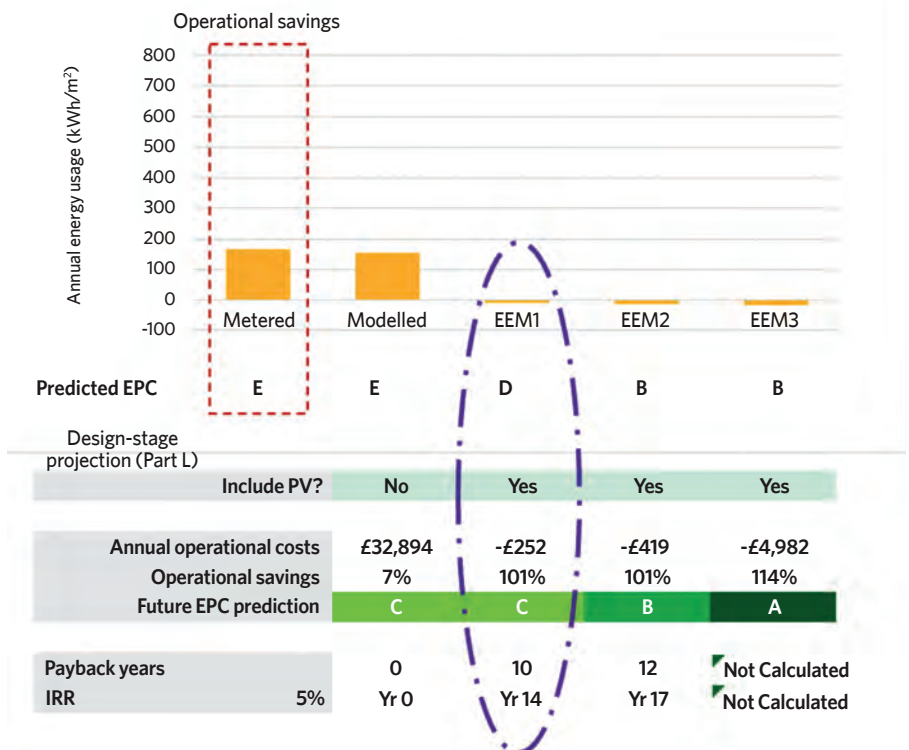 Operational savings
Annual energy usage (kWh/m²)
800
700
600
500
400
300
200
100
0
-100
Metered Modelled EEM1 EEM2 EEM3
Predicted EPC E E D B B
Design-stage
projection (Part L)
Include PV? No Yes Yes Yes
Annual operational costs £32,894 -£252 -£419 -£4,982
Operational savings 7% 101% 101% 114%
Future EPC prediction C C B A
Payback years 0 10 12 Not Calculated
IRR 5% Yr 0 Yr 14 Yr 17 Not Calculated